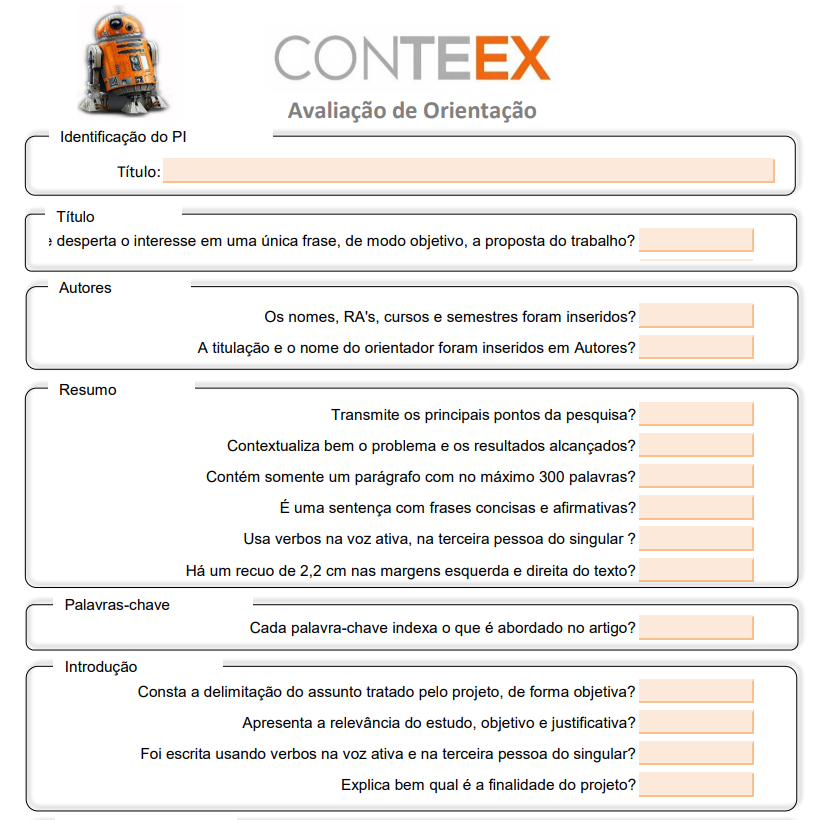 CONTEEX
Avaliação de Orientação
Identificação do PI
Título:
Título
desperta o interesse em uma única frase, de modo objetivo, a proposta do trabalho?
Autores
Os nomes, RA's, cursos e semestres foram inseridos?
A titulação e o nome do orientador foram inseridos em Autores?
Resumo
Transmite os principais pontos da pesquisa?
Contextualiza bem o problema e os resultados alcançados?
Contém somente um parágrafo com no máximo 300 palavras?
É uma sentença com frases concisas e afirmativas?
Usa verbos na voz ativa, na terceira pessoa do singular ?
Há um recuo de 2,2 cm nas margens esquerda e direita do texto?
Palavras-chave
Cada palavra-chave indexa o que é abordado no artigo?
Introdução
Consta a delimitação do assunto tratado pelo projeto, de forma objetiva?
Apresenta a relevância do estudo, objetivo e justificativa?
Foi escrita usando verbos na voz ativa e na terceira pessoa do singular?
Explica bem qual é a finalidade do projeto?